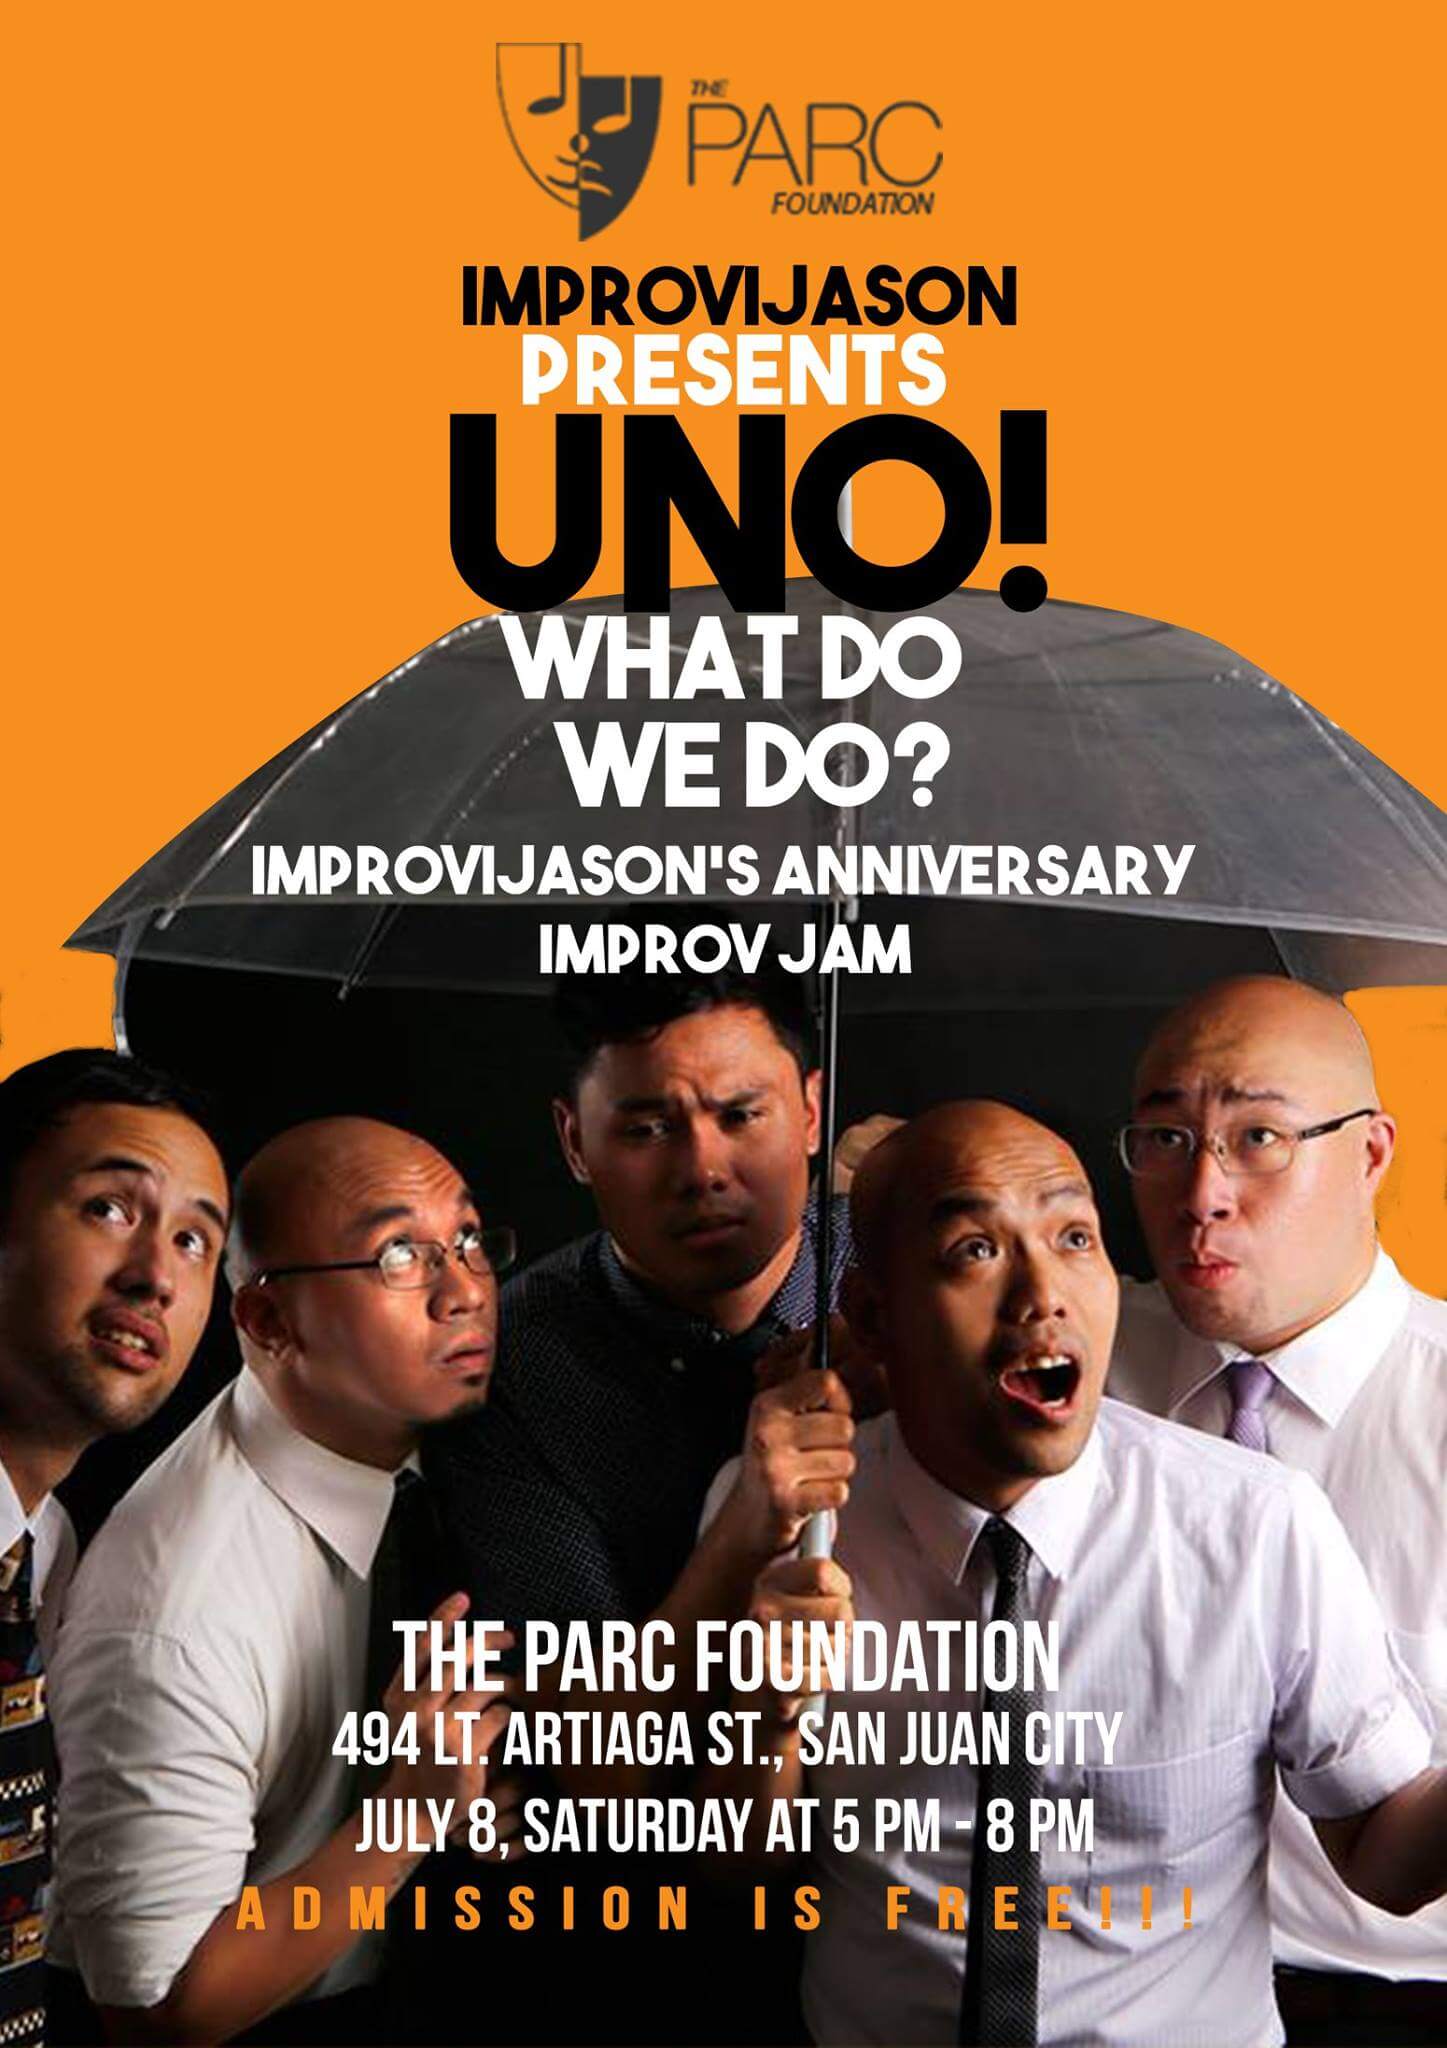 THE
PARC
FOUNDATION
IMPROVIJASON
PRESENTS
UNO!
WHAT DO
WE DO?
IMPROVIJASON'S ANNIVERSARY
IMPROV JAM
THE PARC FOUNDATION
494 LT. ARTIAGA ST., SAN JUAN CITY
JULY 8, SATURDAY AT 5 PM - 8 PM
ADMISSION IS FREE!!!